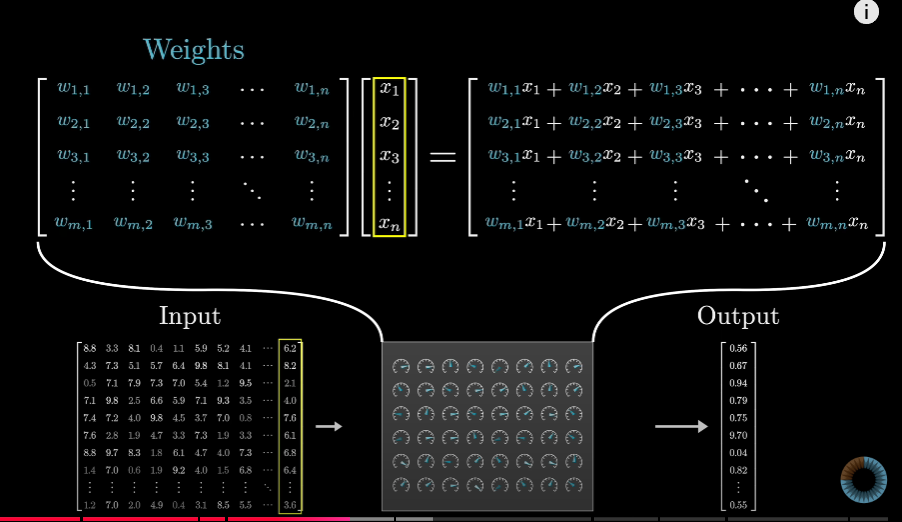 i
Weights
w1,1 w1,2 w1,3 ⋯ w1,n x1 w1,1x1 + w1,2x2 + w1,3x3 + ⋯ + w1,nxn
w2,1 w2,2 w2,3 ⋯ w2,n x2 w2,1x1 + w2,2x2 + w2,3x3 + ⋯ + w2,nxn
w3,1 w3,2 w3,3 ⋯ w3,n x3 = w3,1x1 + w3,2x2 + w3,3x3 + ⋯ + w3,nxn
⋮ ⋮ ⋮ ⋱ ⋮ ⋮ ⋮ ⋮ ⋮ ⋱ ⋮
wm,1 wm,2 wm,3 ⋯ wm,n xn wm,1x1 + wm,2x2 + wm,3x3 + ⋯ + wm,nxn
Input Output
8.8 3.3 8.1 0.4 1.1 5.9 5.2 4.1 ⋯ 6.2 0.56
4.3 7.3 5.1 5.7 6.4 9.8 8.1 4.1 ⋯ 8.2 0.67
0.5 7.1 7.9 7.3 7.0 5.4 1.2 9.5 ⋯ 2.1 0.94
7.1 9.8 2.5 6.6 5.9 7.1 9.3 3.5 ⋯ 4.0 0.79
7.4 7.2 4.0 9.8 4.5 3.7 7.0 0.8 ⋯ 7.6 0.75
7.6 2.8 1.9 4.7 3.3 7.3 1.9 3.3 ⋯ 6.1 9.70
8.8 9.7 8.3 1.8 6.1 4.7 4.0 7.3 ⋯ 6.8 0.04
1.4 7.0 0.6 1.9 9.2 4.0 1.5 6.8 ⋯ 6.4 0.82
⋮ ⋮ ⋮ ⋮ ⋮ ⋮ ⋮ ⋮ ⋱ ⋮ ⋮
1.2 7.0 2.0 4.9 0.4 3.1 8.5 5.5 ⋯ 3.6 0.55